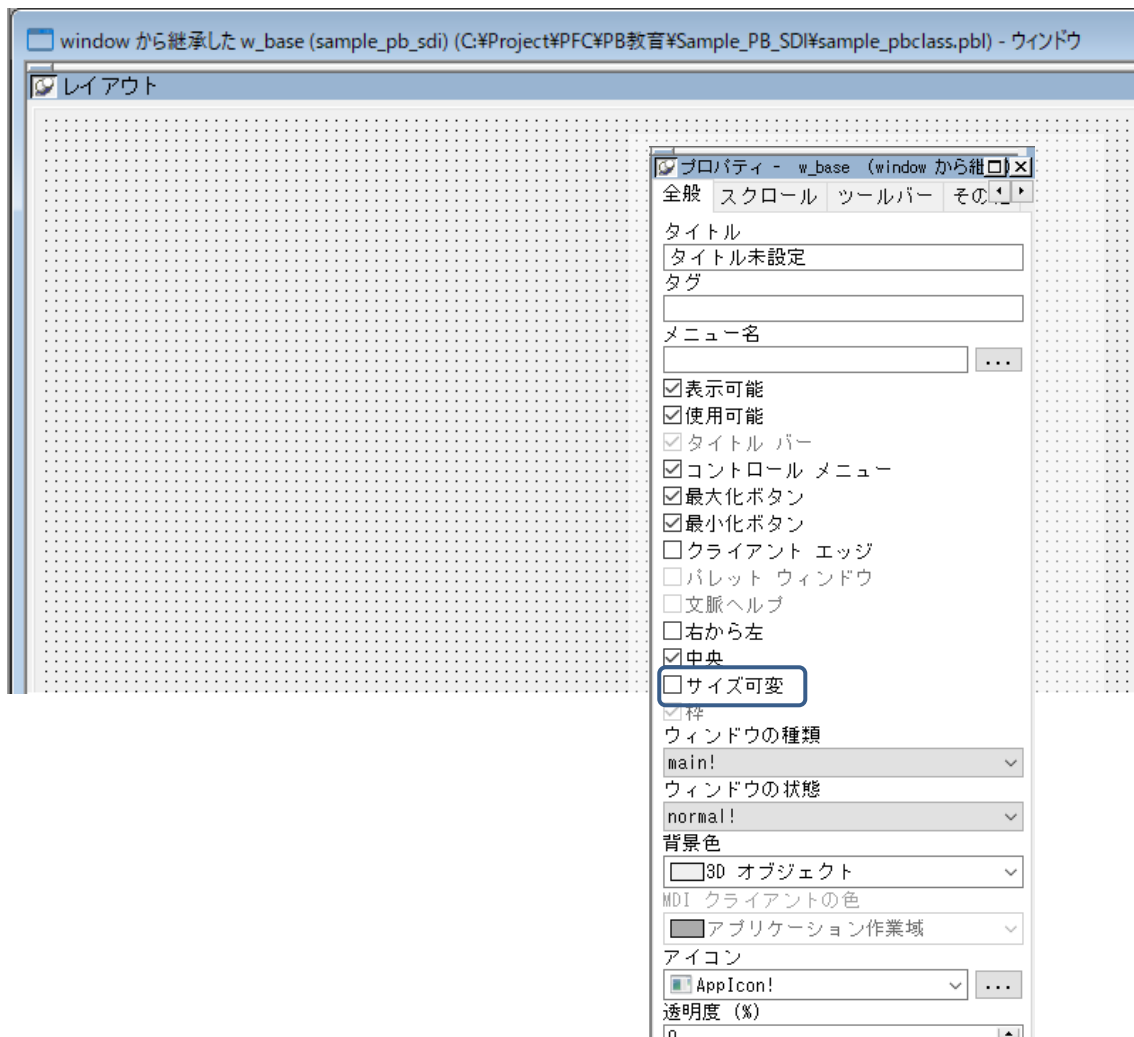 window から継承した w_base (sample_pb_sdi) (C:¥Project¥PFC¥PB教育¥Sample_PB_SDI¥sample_pbclass.pbl) - ウィンドウ
レイアウト
プロパティ - w_base (window から継
全般 スクロール ツールバー その
タイトル
タイトル未設定
タグ
メニュー名
...
表示可能
使用可能
タイトル バー
コントロール メニュー
最大化ボタン
最小化ボタン
クライアント エッジ
パレット ウィンドウ
文脈ヘルプ
右から左
中央
サイズ可変
枠
ウィンドウの種類
main!
ウィンドウの状態
normal!
背景色
3D オブジェクト
MDI クライアントの色
アプリケーション作業域
アイコン
AppIcon! ...
透明度 (%)